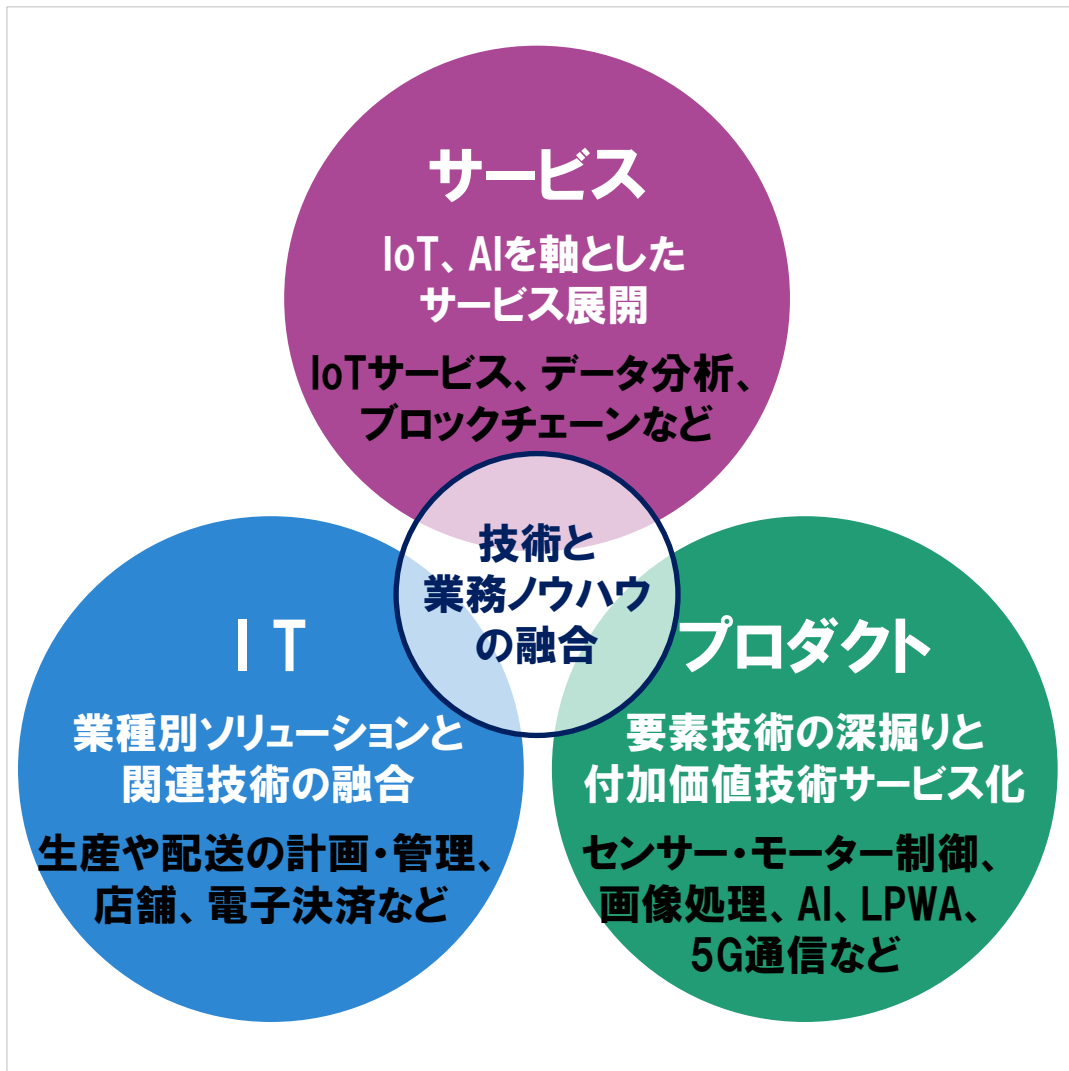 サービス
IoT、AIを軸とした
サービス展開
IoTサービス、データ分析、
ブロックチェーンなど
技術と
業務ノウハウ
の融合
IT
業種別ソリューションと
関連技術の融合
生産や配送の計画・管理、
店舗、電子決済など
プロダクト
要素技術の深掘りと
付加価値技術サービス化
センサー・モーター制御、
画像処理、AI、LPWA、
5G通信など